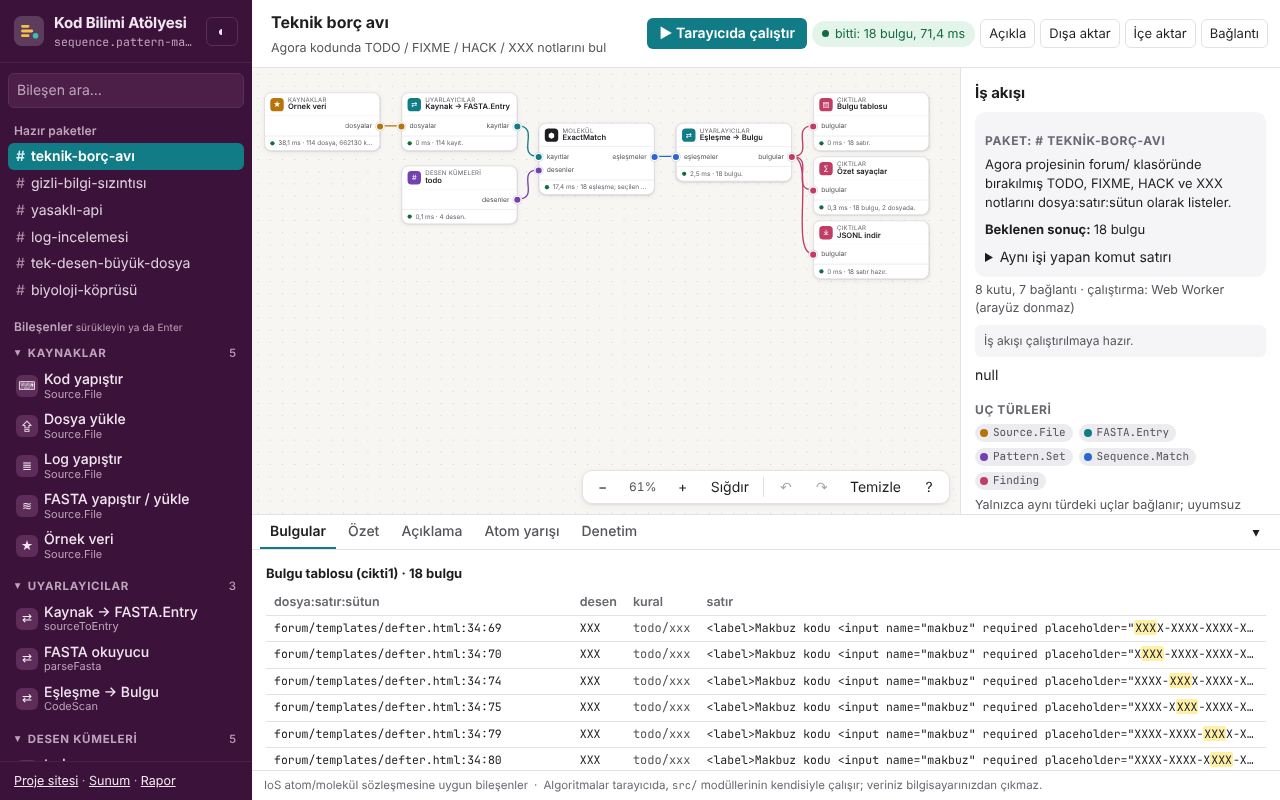 Kod Bilimi Atölyesi
sequence.pattern-ma…
Bileşen ara...
Hazır paketler
# teknik-borç-avı
# gizli-bilgi-sızıntısı
# yasaklı-api
# log-incelemesi
# tek-desen-büyük-dosya
# biyoloji-köprüsü
Bileşenler sürükleyin ya da Enter
▼ KAYNAKLAR 5
Kod yapıştır
Source.File
Dosya yükle
Source.File
Log yapıştır
Source.File
FASTA yapıştır / yükle
Source.File
Örnek veri
Source.File
▼ UYARLAYICILAR 3
Kaynak → FASTA.Entry
sourceToEntry
FASTA okuyucu
parseFasta
Eşleşme → Bulgu
CodeScan
▼ DESEN KÜMELERİ 5
Proje sitesi · Sunum · Rapor
Teknik borç avı
Agora kodunda TODO / FIXME / HACK / XXX notlarını bul
▶ Tarayıcıda çalıştır
bitti: 18 bulgu, 71,4 ms
Açıkla
Dışa aktar
İçe aktar
Bağlantı
KAYNAKLAR
Örnek veri
dosyalar
38,1 ms · 114 dosya, 662130 k…
UYARLAYICILAR
Kaynak → FASTA.Entry
dosyalar kayıtlar
0 ms · 114 kayıt.
DESEN KÜMELERİ
todo
desenler
0,1 ms · 4 desen.
MOLEKÜL
ExactMatch
kayıtlar eşleşmeler
desenler
17,4 ms · 18 eşleşme; seçilen …
UYARLAYICILAR
Eşleşme → Bulgu
eşleşmeler bulgular
2,5 ms · 18 bulgu.
ÇIKTILAR
Bulgu tablosu
bulgular
0 ms · 18 satır.
ÇIKTILAR
Özet sayaçlar
bulgular
0,3 ms · 18 bulgu, 2 dosyada.
ÇIKTILAR
JSONL indir
bulgular
0 ms · 18 satır hazır.
− 61% + Sığdır ↶ ↷ Temizle ?
İş akışı
PAKET: # TEKNİK-BORÇ-AVI
Agora projesinin forum/ klasöründe
bırakılmış TODO, FIXME, HACK ve XXX
notlarını dosya:satır:sütun olarak listeler.
Beklenen sonuç: 18 bulgu
▶ Aynı işi yapan komut satırı
8 kutu, 7 bağlantı · çalıştırma: Web Worker
(arayüz donmaz)
İş akışı çalıştırılmaya hazır.
null
UÇ TÜRLERİ
Source.File FASTA.Entry
Pattern.Set Sequence.Match
Finding
Yalnızca aynı türdeki uçlar bağlanır; uyumsuz
Bulgular Özet Açıklama Atom yarışı Denetim ▼
Bulgu tablosu (cikti1) · 18 bulgu
dosya:satır:sütun desen kural satır
forum/templates/defter.html:34:69 XXX todo/xxx <label>Makbuz kodu <input name="makbuz" required placeholder="XXXX-XXXX-XXXX-X…
forum/templates/defter.html:34:70 XXX todo/xxx <label>Makbuz kodu <input name="makbuz" required placeholder="XXXX-XXXX-XXXX-X…
forum/templates/defter.html:34:74 XXX todo/xxx <label>Makbuz kodu <input name="makbuz" required placeholder="XXXX-XXXX-XXXX-X…
forum/templates/defter.html:34:75 XXX todo/xxx <label>Makbuz kodu <input name="makbuz" required placeholder="XXXX-XXXX-XXXX-X…
forum/templates/defter.html:34:79 XXX todo/xxx <label>Makbuz kodu <input name="makbuz" required placeholder="XXXX-XXXX-XXXX-X…
forum/templates/defter.html:34:80 XXX todo/xxx <label>Makbuz kodu <input name="makbuz" required placeholder="XXXX-XXXX-XXXX-X…
IoS atom/molekül sözleşmesine uygun bileşenler · Algoritmalar tarayıcıda, src/ modüllerinin kendisiyle çalışır; veriniz bilgisayarınızdan çıkmaz.